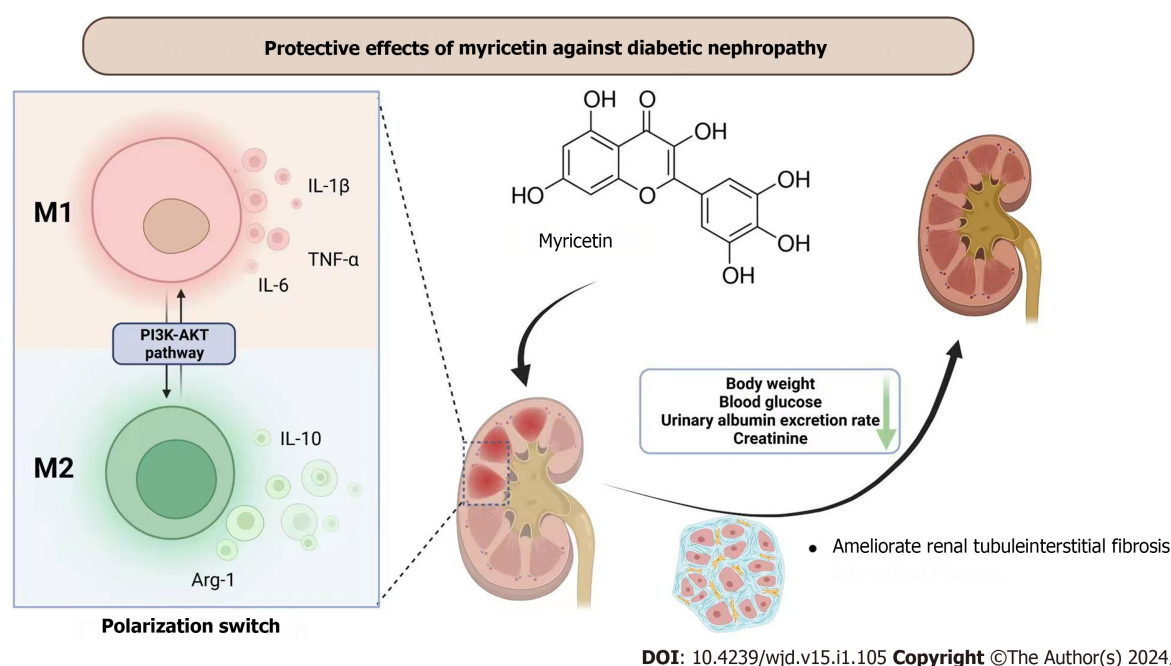 Protective effects of myricetin against diabetic nephropathy
OH
O
OH
HO
O
OH
OH
OH
Myricetin
M1
IL-1β
TNF-α
IL-6
PI3K-AKT
pathway
M2
IL-10
Arg-1
Polarization switch
Body weight
Blood glucose
Urinary albumin excretion rate
Creatinine
• Ameliorate renal tubuleinterstitial fibrosis
interstitial fibrosis
DOI: 10.4239/wjd.v15.i1.105 Copyright ©The Author(s) 2024.